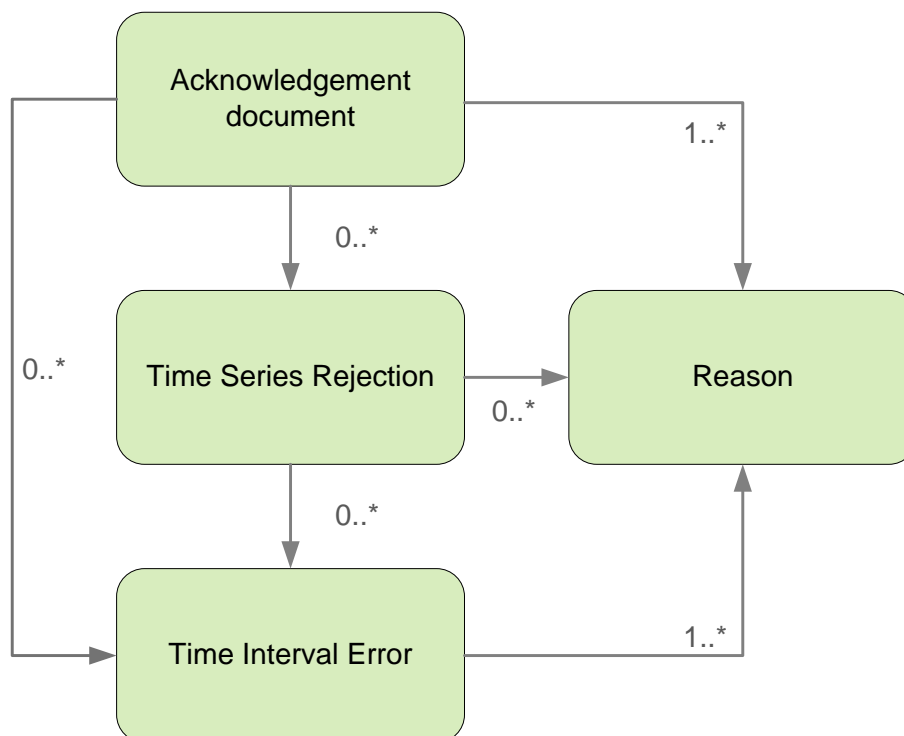 Acknowledgement
document
1..*
0..*
0..*
Time Series Rejection
Reason
0..*
0..*
Time Interval Error
1..*